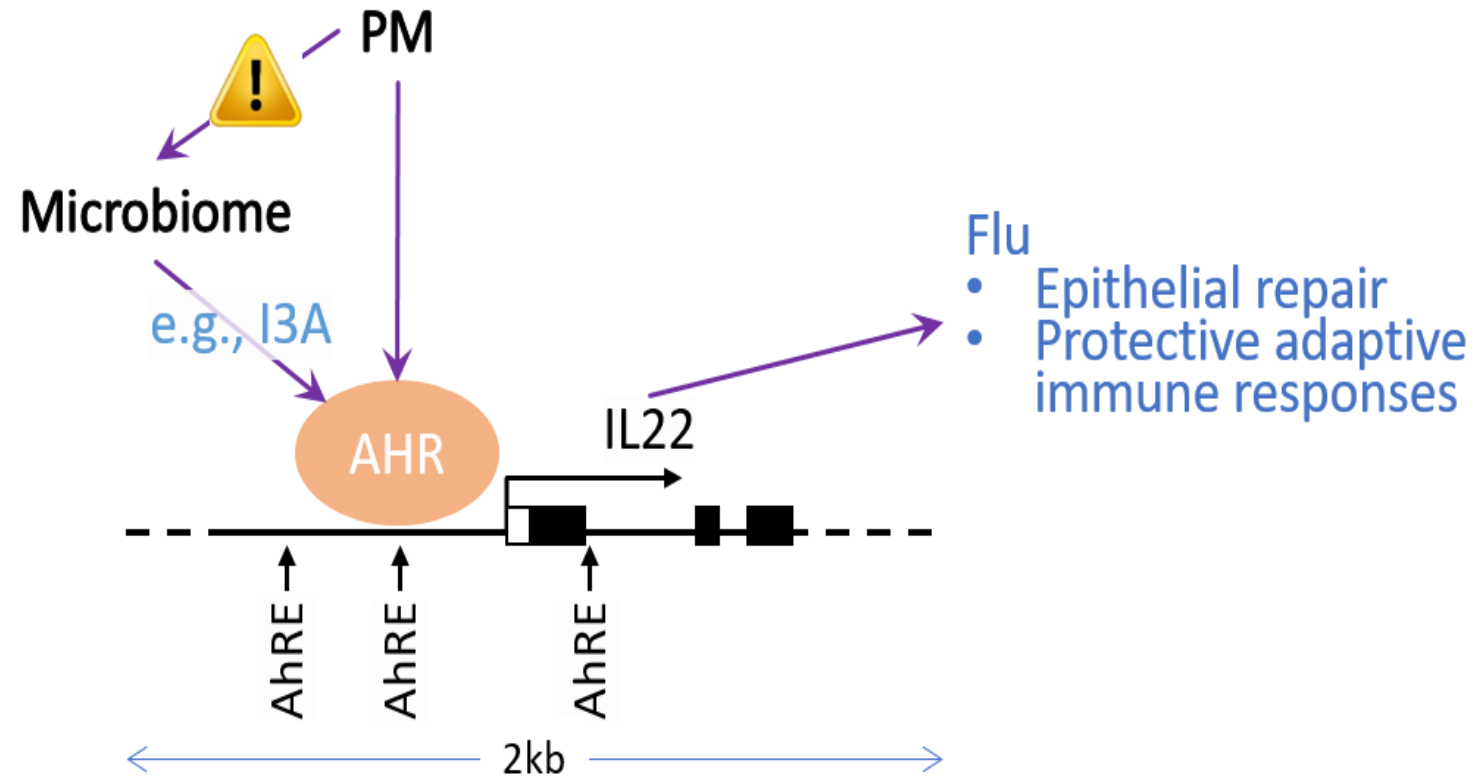 PM
!
Microbiome
e.g., I3A
AHR
IL22
Flu
• Epithelial repair
• Protective adaptive
immune responses
AhRE
AhRE
AhRE
2kb